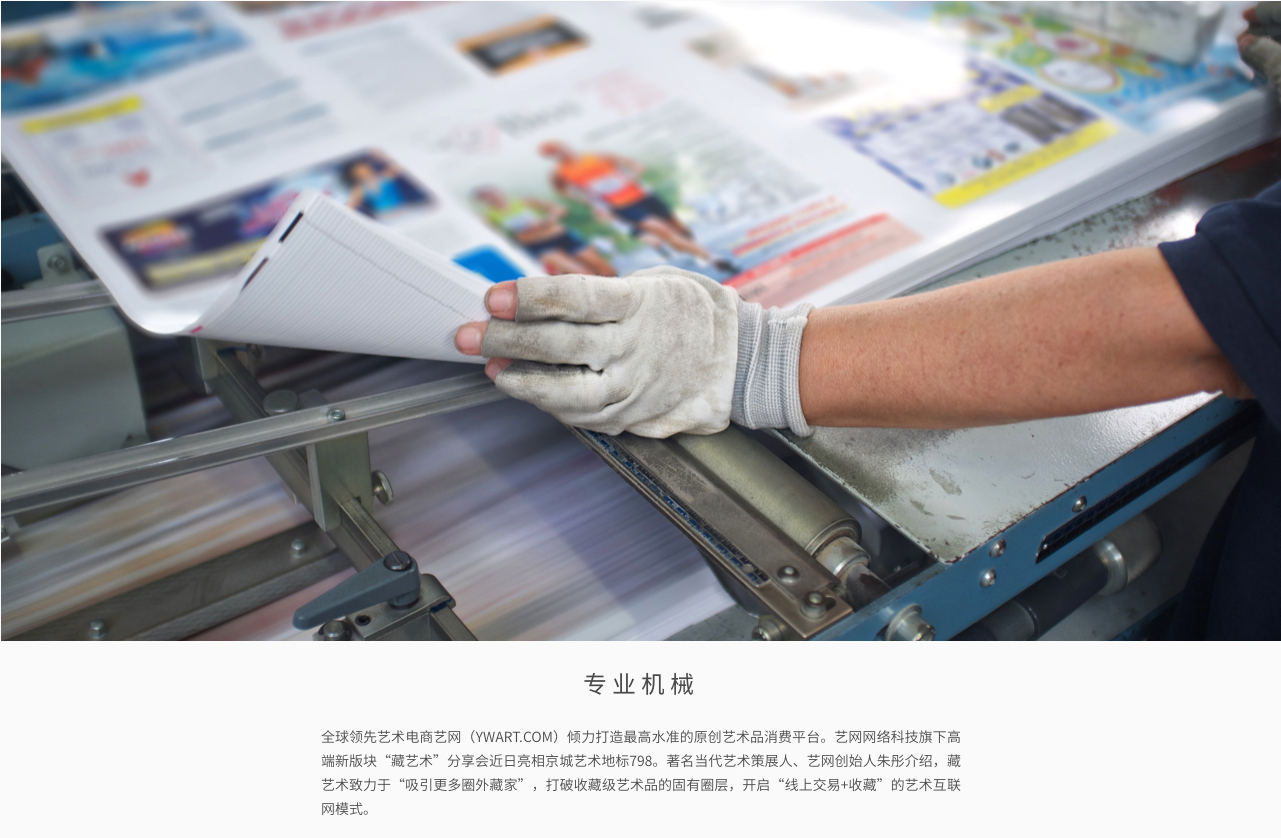 专业机械
全球领先艺术电商艺网（YWART.COM）倾力打造最高水准的原创艺术品消费平台。艺网网络科技旗下高
端新版块“藏艺术”分享会近日亮相京城艺术地标798。著名当代艺术策展人、艺网创始人朱彤介绍，藏
艺术致力于“吸引更多圈外藏家”，打破收藏级艺术品的固有圈层，开启“线上交易+收藏”的艺术互联
网模式。